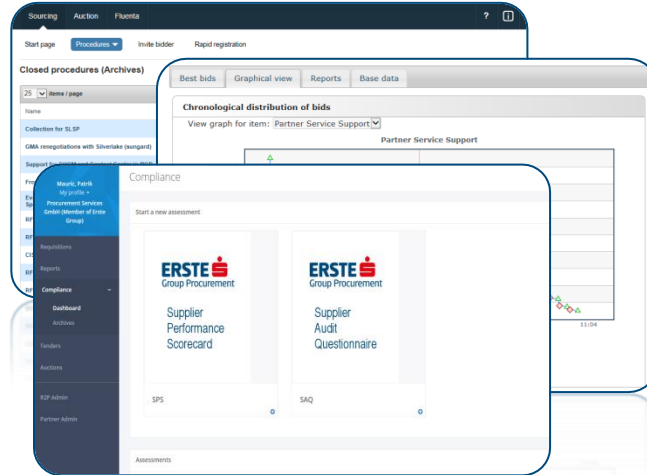 Sourcing Auction Fluenta ? i
Start page Procedures Invite bidder Rapid registration
Closed procedures (Archives)
25 items / page
Name
Collection for SLSP
GMA renegotiations with Silverlake (sungard)
Best bids Graphical view Reports Base data
Chronological distribution of bids
View graph for item: Partner Service Support
Partner Service Support
11:04
Mauric, Patrik
My profile
Procurement Services
GmbH (Member of Erste
Group)
Requisitions
Reports
Compliance
Dashboard
Archives
Tenders
Auctions
R2P Admin
Partner Admin
Compliance
Start a new assessment
ERSTE
Group Procurement
Supplier
Performance
Scorecard
SPS
ERSTE
Group Procurement
Supplier
Audit
Questionnaire
SAQ
Assessments